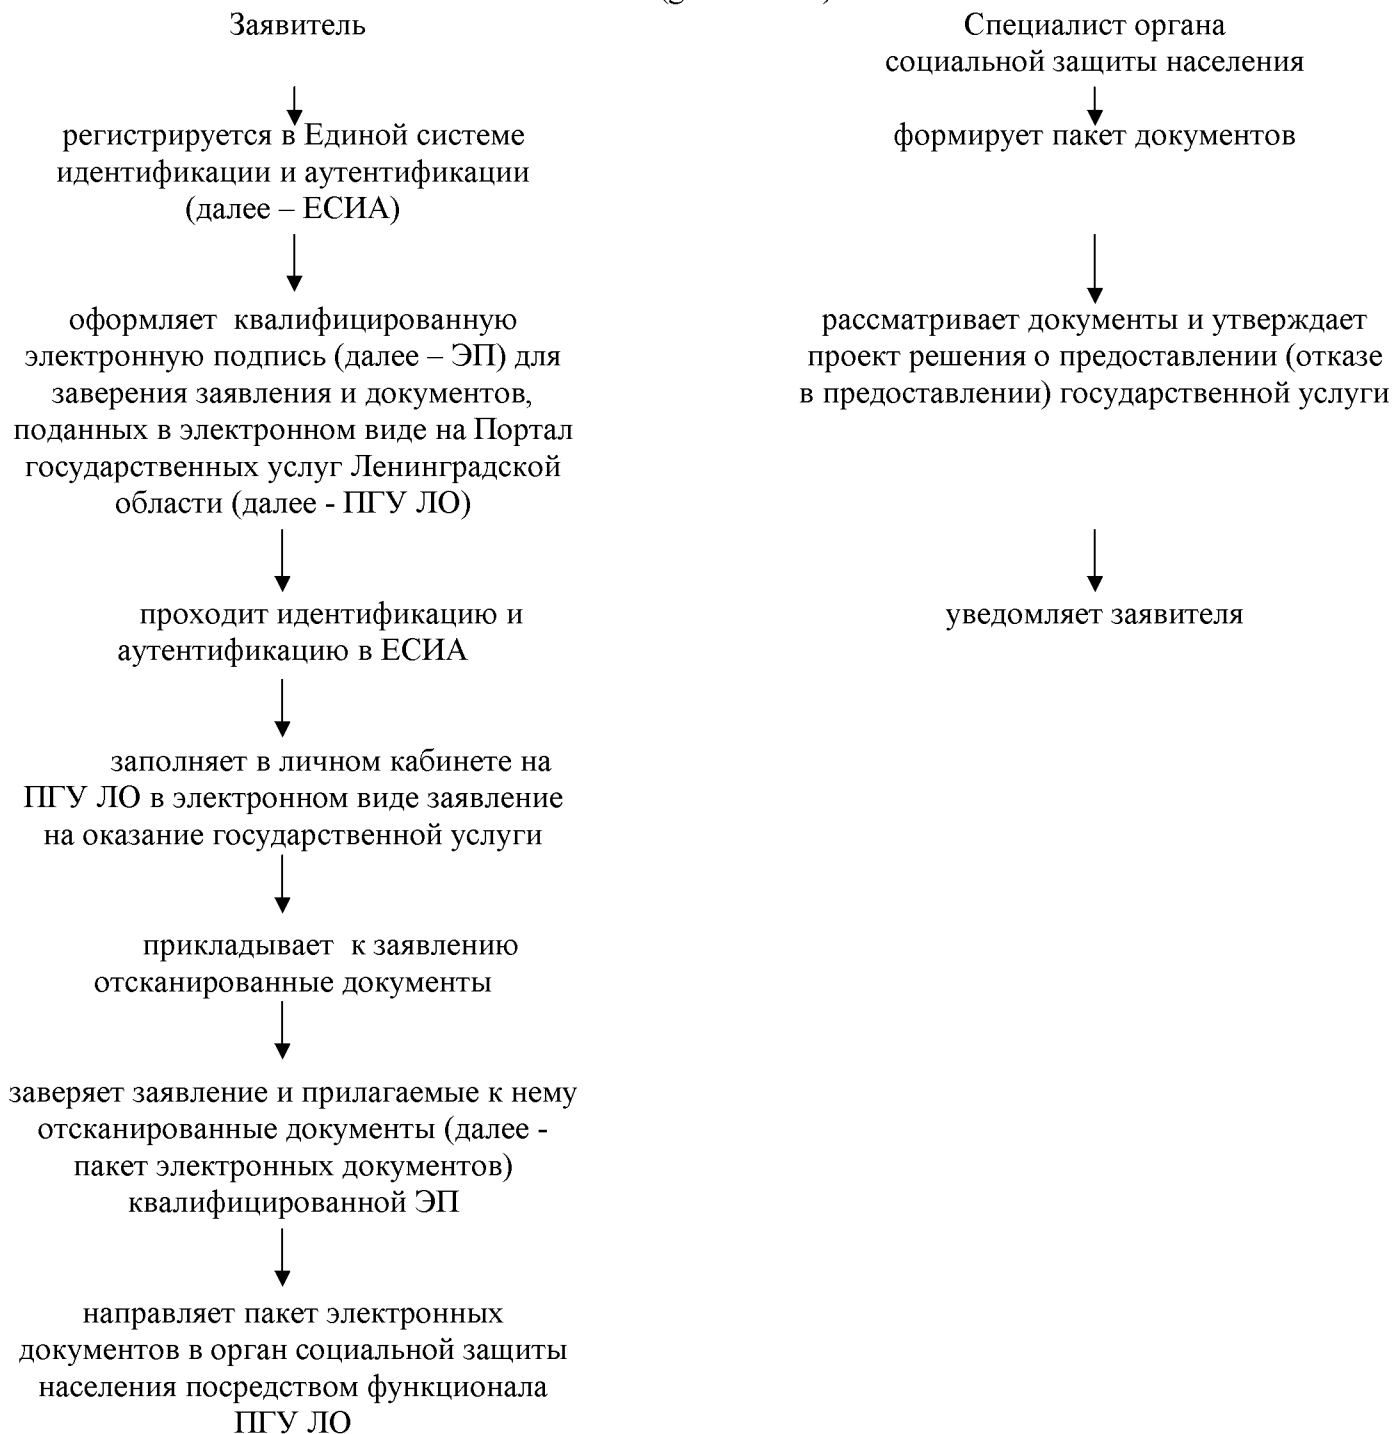 Заявитель
регистрируется в Единой системе
идентификации и аутентификации
(далее – ЕСИА)
оформляет квалифицированную
электронную подпись (далее – ЭП) для
заверения заявления и документов,
поданных в электронном виде на Портал
государственных услуг Ленинградской
области (далее - ПГУ ЛО)
проходит идентификацию и
аутентификацию в ЕСИА
заполняет в личном кабинете на
ПГУ ЛО в электронном виде заявление
на оказание государственной услуги
прикладывает к заявлению
отсканированные документы
заверяет заявление и прилагаемые к нему
отсканированные документы (далее -
пакет электронных документов)
квалифицированной ЭП
направляет пакет электронных
документов в орган социальной защиты
населения посредством функционала
ПГУ ЛО
Специалист органа
социальной защиты населения
формирует пакет документов
рассматривает документы и утверждает
проект решения о предоставлении (отказе
в предоставлении) государственной услуги
уведомляет заявителя